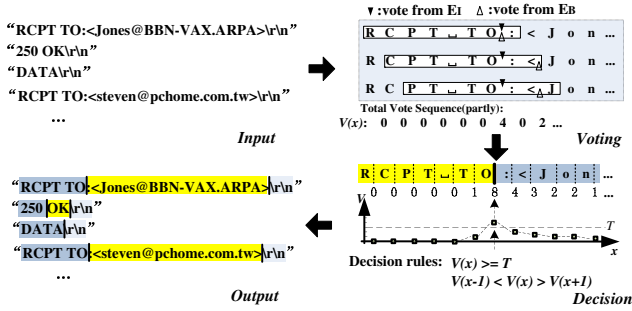 “RCPT TO:<Jones@BBN-VAX.ARPA>\r\n”
“250 OK\r\n”
“DATA\r\n”
“RCPT TO:<steven@pchome.com.tw>\r\n”
...
Input
▼:vote from EI △:vote from EB
R C P T ⎵ T O : < J o n ...
R C P T ⎵ T O : < J o n ...
R C P T ⎵ T O : < J o n ...
Total Vote Sequence(partly):
V(x): 0 0 0 0 0 0 4 0 2 ...
Voting
R C P T ⎵ T O : < J o n ...
V 0 0 0 0 0 1 8 4 3 2 2 1 ...
T
x
Decision rules: V(x) >= T
V(x-1) < V(x) > V(x+1)
Decision
“RCPT TO:<Jones@BBN-VAX.ARPA>\r\n”
“250 OK\r\n”
“DATA\r\n”
“RCPT TO:<steven@pchome.com.tw>\r\n”
...
Output